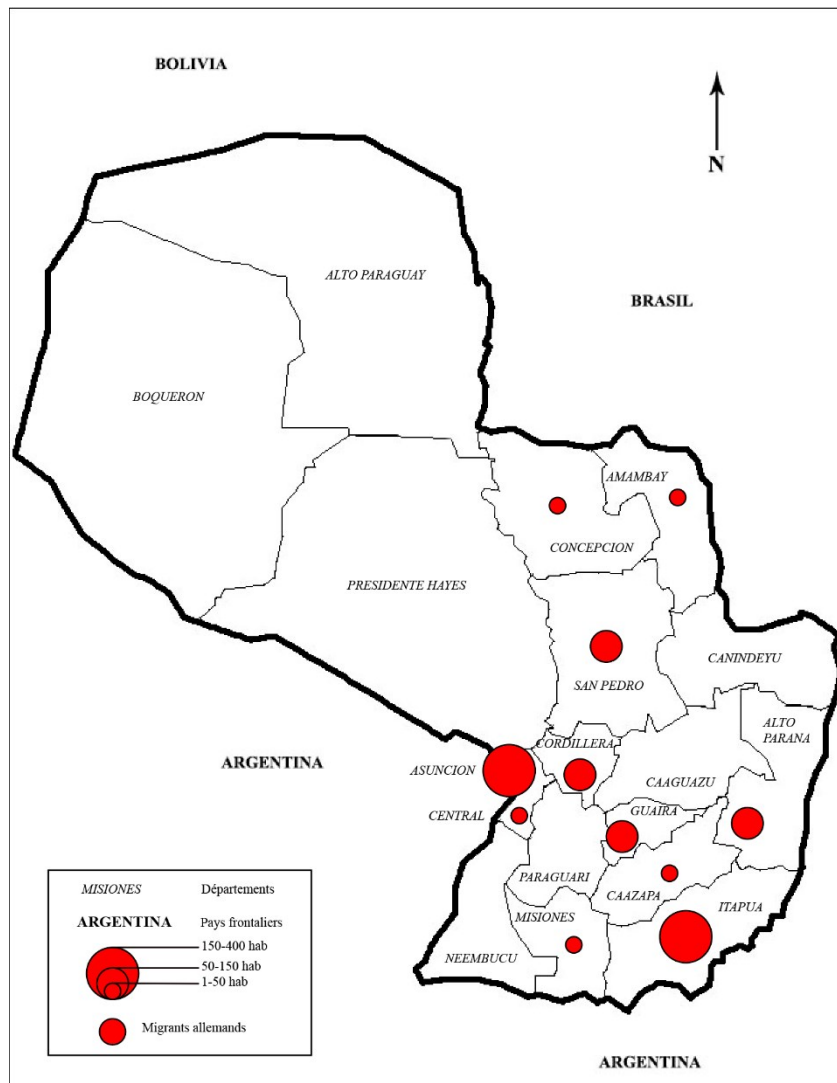 BOLIVIA
N
ALTO PARAGUAY
BRASIL
BOQUERON
AMAMBAY
CONCEPCION
PRESIDENTE HAYES
CANINDEYU
SAN PEDRO
ALTO
PARANA
CORDILLERA
ARGENTINA
ASUNCION
CAAGUAZU
CENTRAL
GUAIRA
PARAGUARI
CAAZAPA
ITAPUA
MISIONES
NEEMBUCU
MISIONES Départements
ARGENTINA Pays frontaliers
150-400 hab
50-150 hab
1-50 hab
Migrants allemands
ARGENTINA